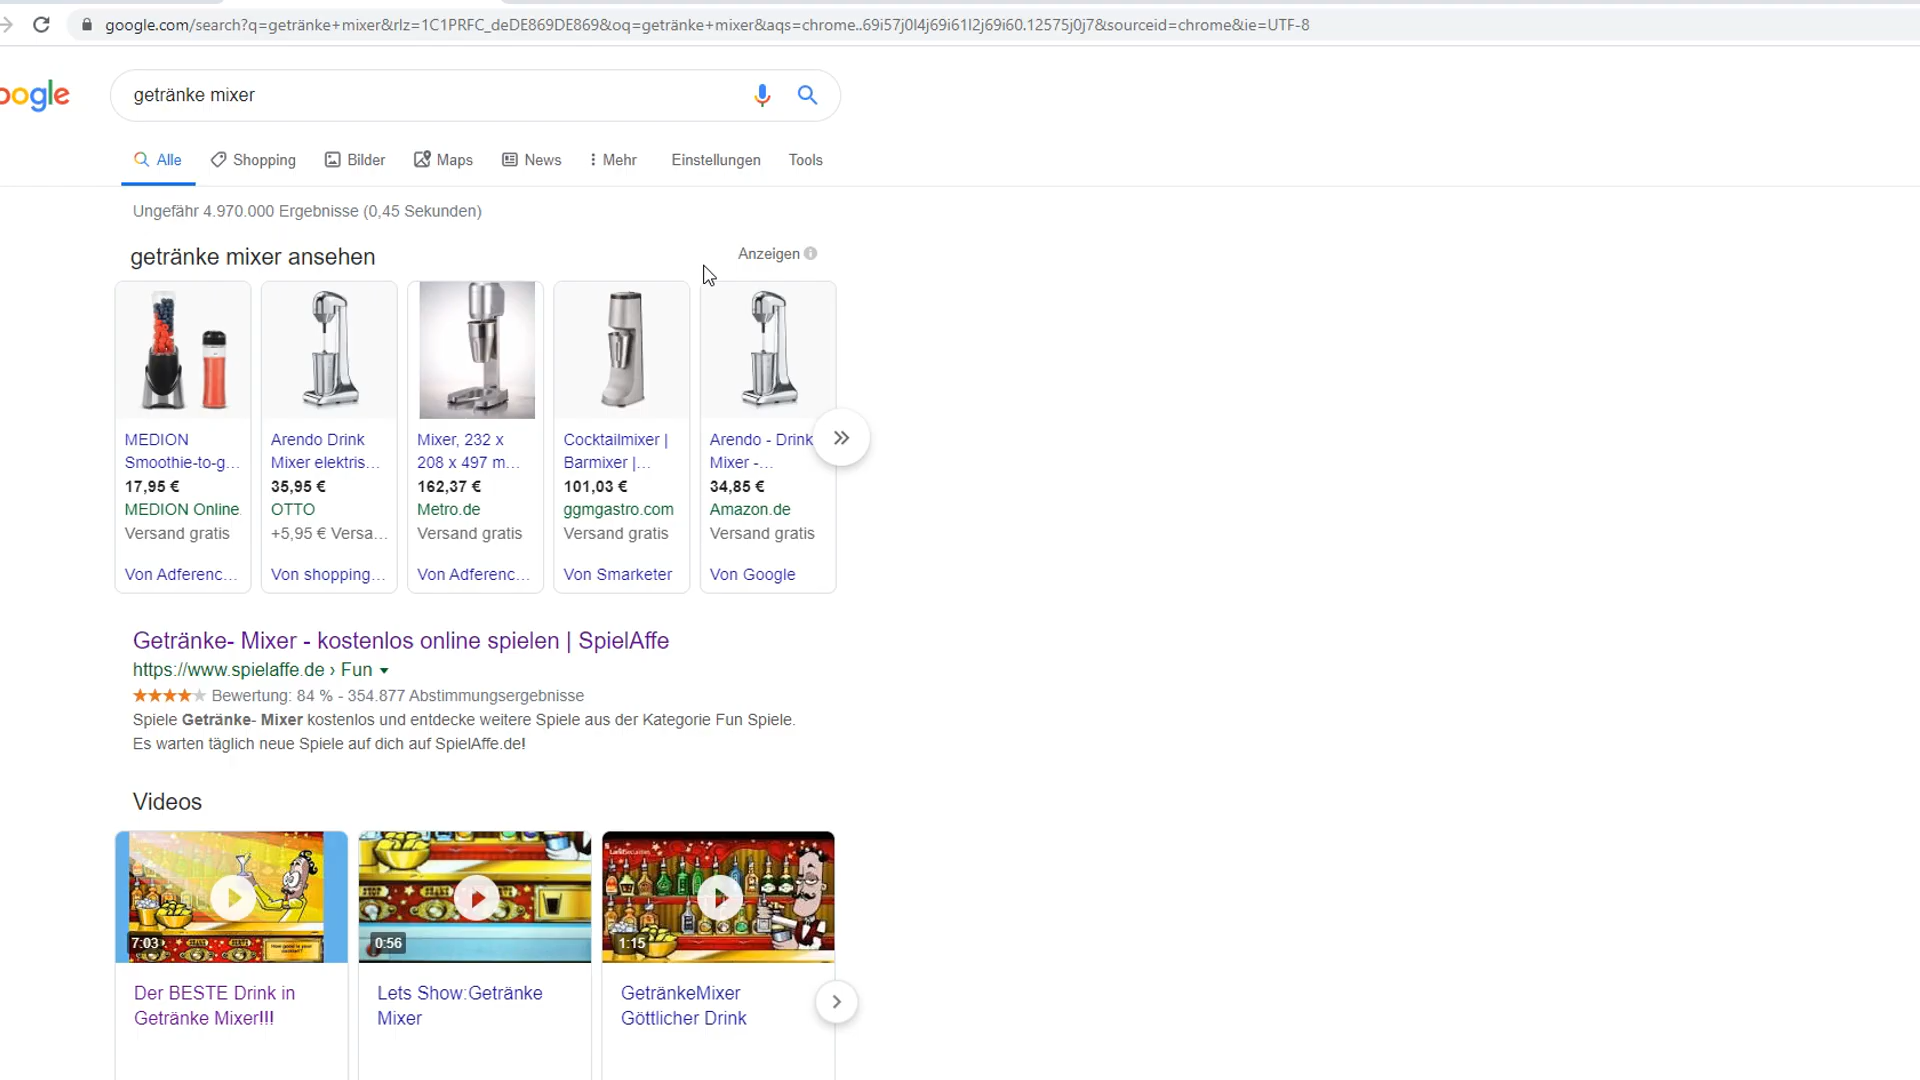 google.com/search?q=getränke+mixer&rlz=1C1PRFC_deDE869DE869&oq=getränke+mixer&aqs=chrome..69i57j0l4j69i61l2j69i60.12575j0j7&sourceid=chrome&ie=UTF-8
oogle
getränke mixer
Alle Shopping Bilder Maps News Mehr Einstellungen Tools
Ungefähr 4.970.000 Ergebnisse (0,45 Sekunden)
getränke mixer ansehen
Anzeigen
MEDION
Smoothie-to-g...
17,95 €
MEDION Online
Versand gratis
Von Adferenc...
Arendo Drink
Mixer elektris...
35,95 €
OTTO
+5,95 € Versa...
Von shopping...
Mixer, 232 x
208 x 497 m...
162,37 €
Metro.de
Versand gratis
Von Adferenc...
Cocktailmixer |
Barmixer |...
101,03 €
ggmgastro.com
Versand gratis
Von Smarketer
Arendo - Drink
Mixer -...
34,85 €
Amazon.de
Versand gratis
Von Google
Getränke- Mixer - kostenlos online spielen | SpielAffe
https://www.spielaffe.de › Fun
Bewertung: 84 % - 354.877 Abstimmungsergebnisse
Spiele Getränke- Mixer kostenlos und entdecke weitere Spiele aus der Kategorie Fun Spiele.
Es warten täglich neue Spiele auf dich auf SpielAffe.de!
Videos
7:03
Der BESTE Drink in
Getränke Mixer!!!
0:56
Lets Show:Getränke
Mixer
1:15
GetränkeMixer
Göttlicher Drink